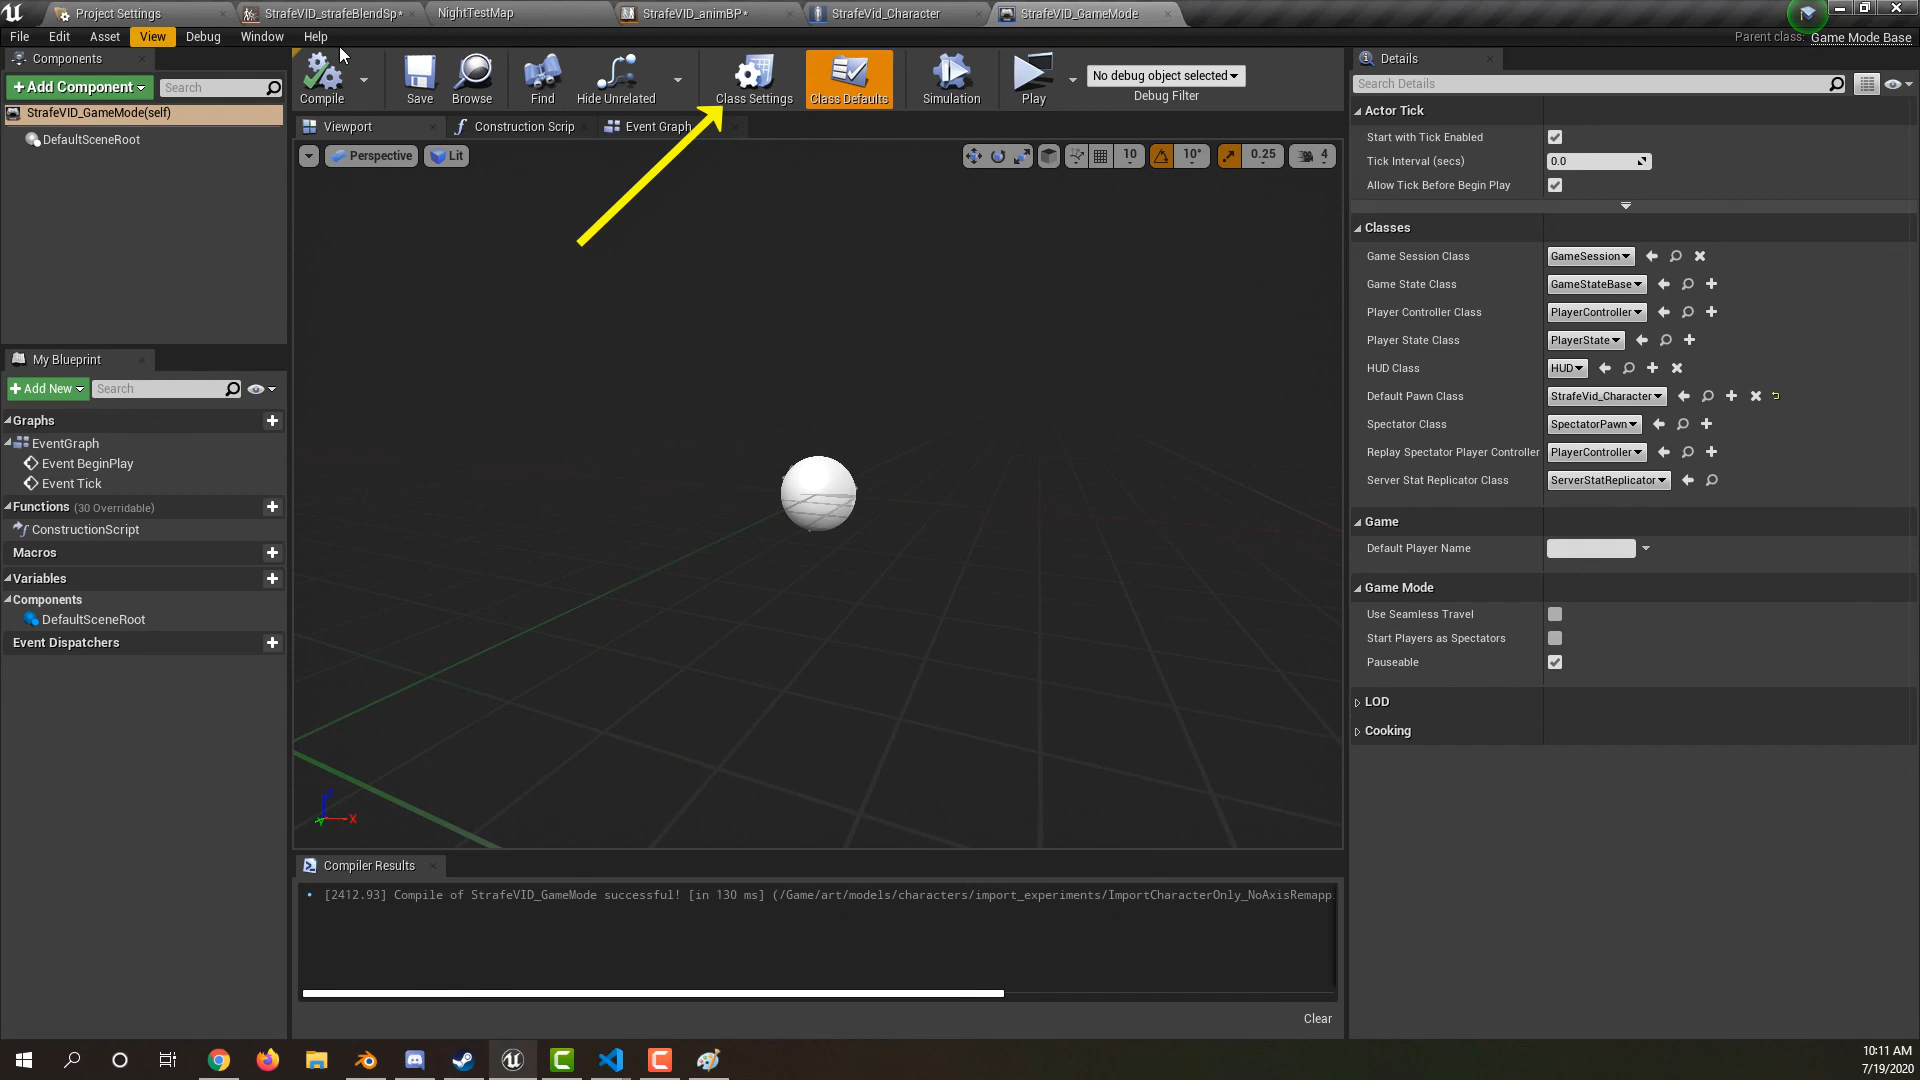 Project Settings
StrafeVID_strafeBlendSp*
NightTestMap
StrafeVID_animBP*
StrafeVid_Character
StrafeVID_GameMode
File Edit Asset View Debug Window Help
Parent class: Game Mode Base
Components
+ Add Component
Search
StrafeVID_GameMode(self)
DefaultSceneRoot
Compile
Save
Browse
Find
Hide Unrelated
Class Settings
Class Defaults
Simulation
Play
No debug object selected
Debug Filter
Viewport
Construction Scrip
Event Graph
Perspective
Lit
10
10°
0.25
4
X
My Blueprint
+ Add New
Search
Graphs
EventGraph
Event BeginPlay
Event Tick
Functions (30 Overridable)
ConstructionScript
Macros
Variables
Components
DefaultSceneRoot
Event Dispatchers
Compiler Results
[2412.93] Compile of StrafeVID_GameMode successful! [in 130 ms] (/Game/art/models/characters/import_experiments/ImportCharacterOnly_NoAxisRemapp
Clear
Details
Search Details
Actor Tick
Start with Tick Enabled
Tick Interval (secs) 0.0
Allow Tick Before Begin Play
Classes
Game Session Class GameSession
Game State Class GameStateBase
Player Controller Class PlayerController
Player State Class PlayerState
HUD Class HUD
Default Pawn Class StrafeVid_Character
Spectator Class SpectatorPawn
Replay Spectator Player Controller PlayerController
Server Stat Replicator Class ServerStatReplicator
Game
Default Player Name
Game Mode
Use Seamless Travel
Start Players as Spectators
Pauseable
LOD
Cooking
10:11 AM
7/19/2020